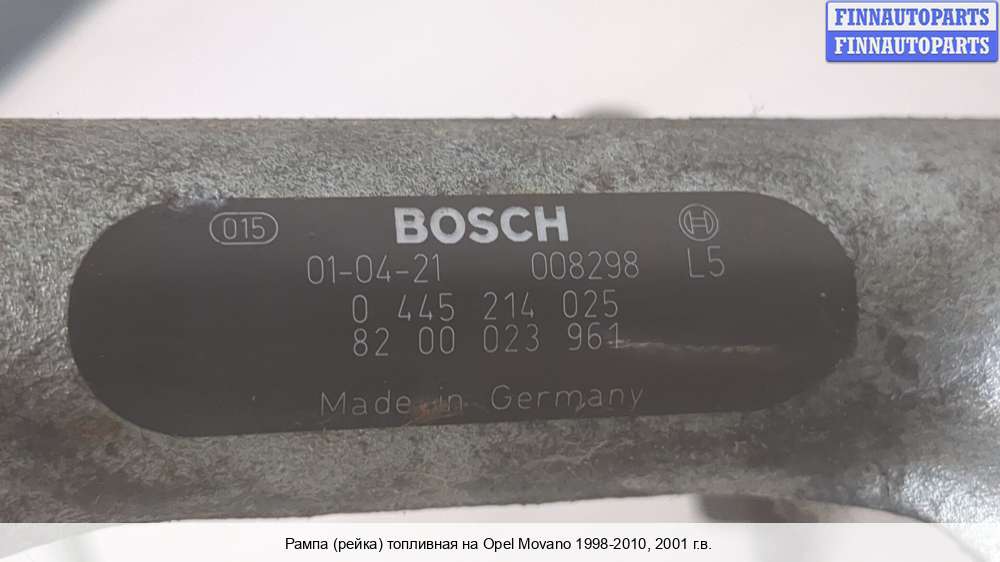 FINNAUTOPARTS
FINNAUTOPARTS
015 BOSCH
01-04-21 008298 L5
0 445 214 025
82 00 023 961
Made in Germany
Рампа (рейка) топливная на Opel Movano 1998-2010, 2001 г.в.